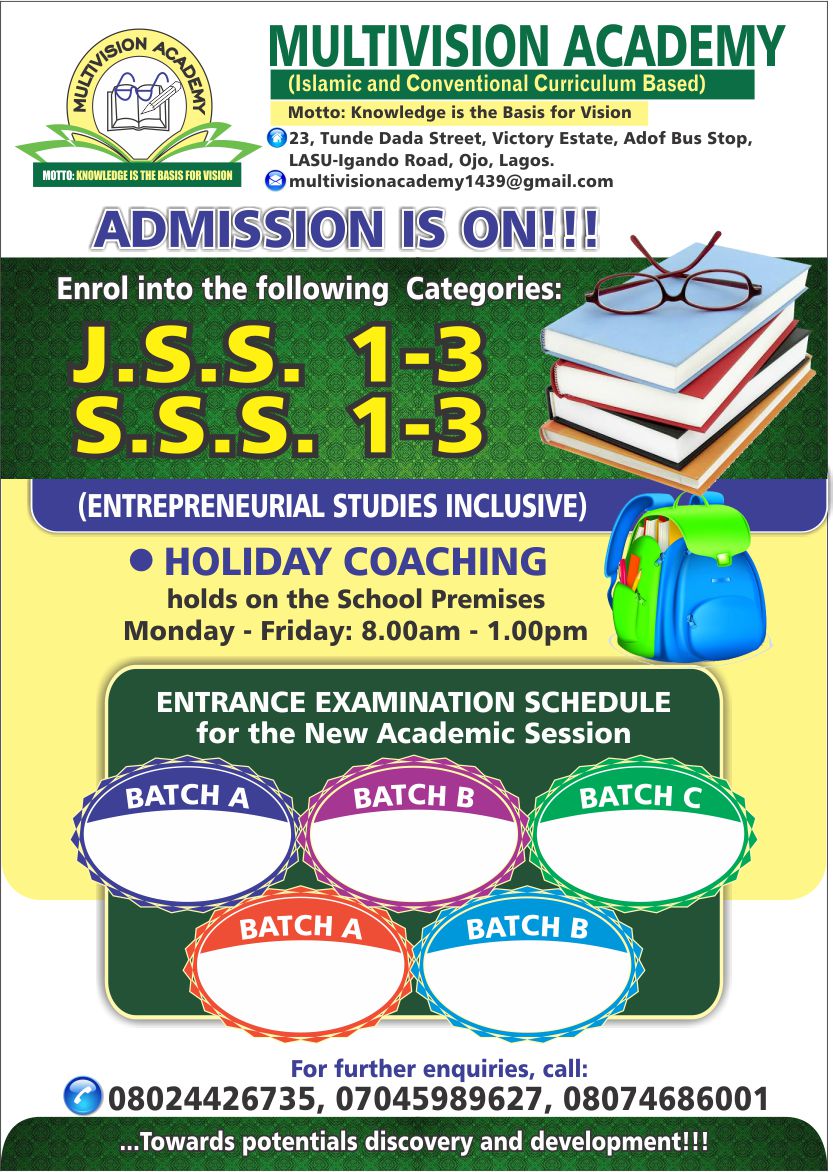 MULTIVISION ACADEMY
MOTTO: KNOWLEDGE IS THE BASIS FOR VISION
MULTIVISION ACADEMY
(Islamic and Conventional Curriculum Based)
Motto: Knowledge is the Basis for Vision
23, Tunde Dada Street, Victory Estate, Adof Bus Stop,
LASU-Igando Road, Ojo, Lagos.
multivisionacademy1439@gmail.com
ADMISSION IS ON!!!
Enrol into the following Categories:
J.S.S. 1-3
S.S.S. 1-3
(ENTREPRENEURIAL STUDIES INCLUSIVE)
HOLIDAY COACHING
holds on the School Premises
Monday - Friday: 8.00am - 1.00pm
ENTRANCE EXAMINATION SCHEDULE
for the New Academic Session
BATCH A
BATCH B
BATCH C
BATCH A
BATCH B
For further enquiries, call:
08024426735, 07045989627, 08074686001
...Towards potentials discovery and development!!!